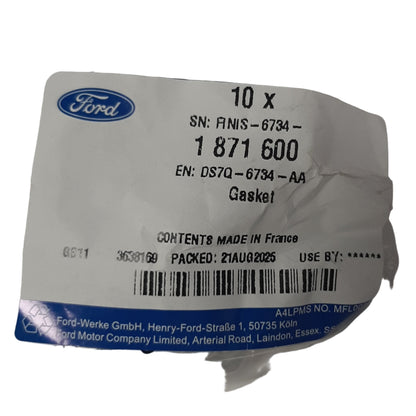 Ford
10 x
SN: FINIS-6734-
1 871 600
EN: DS7Q-6734-AA
Gasket
CONTENTS MADE IN France
3638169 PACKED: 21AUG2025 USE BY: ******
A4LPMS NO. MFL
Ford-Werke GmbH, Henry-Ford-Straße 1, 50735 Köln
Ford Motor Company Limited, Arterial Road, Laindon, Essex.